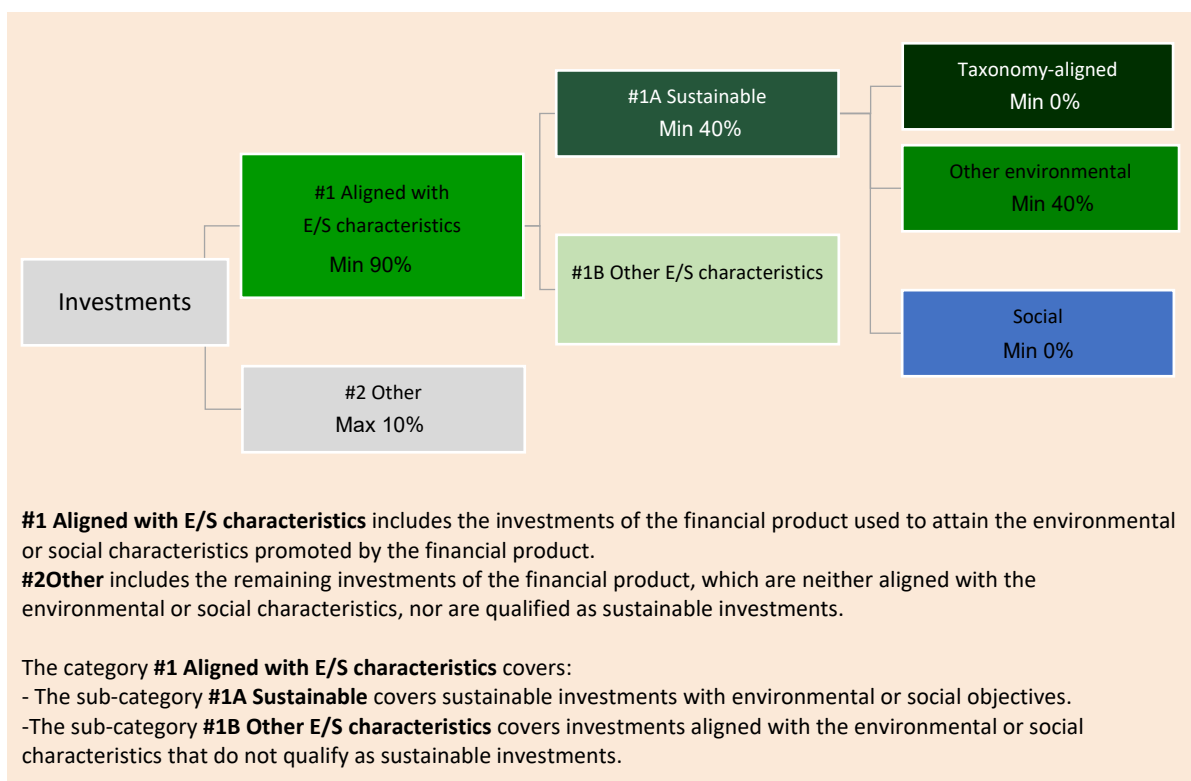 Investments
#1 Aligned with
E/S characteristics
Min 90%
#2 Other
Max 10%
#1A Sustainable
Min 40%
#1B Other E/S characteristics
Taxonomy-aligned
Min 0%
Other environmental
Min 40%
Social
Min 0%
#1 Aligned with E/S characteristics includes the investments of the financial product used to attain the environmental
or social characteristics promoted by the financial product.
#2Other includes the remaining investments of the financial product, which are neither aligned with the
environmental or social characteristics, nor are qualified as sustainable investments.
The category #1 Aligned with E/S characteristics covers:
- The sub-category #1A Sustainable covers sustainable investments with environmental or social objectives.
-The sub-category #1B Other E/S characteristics covers investments aligned with the environmental or social
characteristics that do not qualify as sustainable investments.